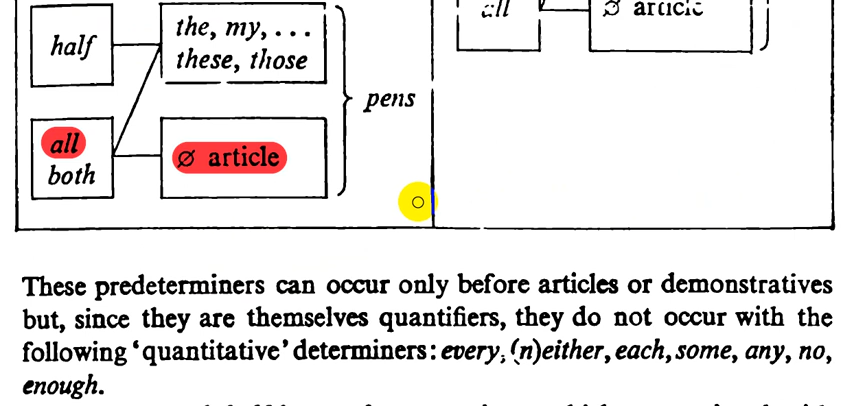 half
the, my, ...
these, those
all
both
ø article
pens
all
ø article
These predeterminers can occur only before articles or demonstratives
but, since they are themselves quantifiers, they do not occur with the
following ‘quantitative’ determiners: every, (n)either, each, some, any, no,
enough.